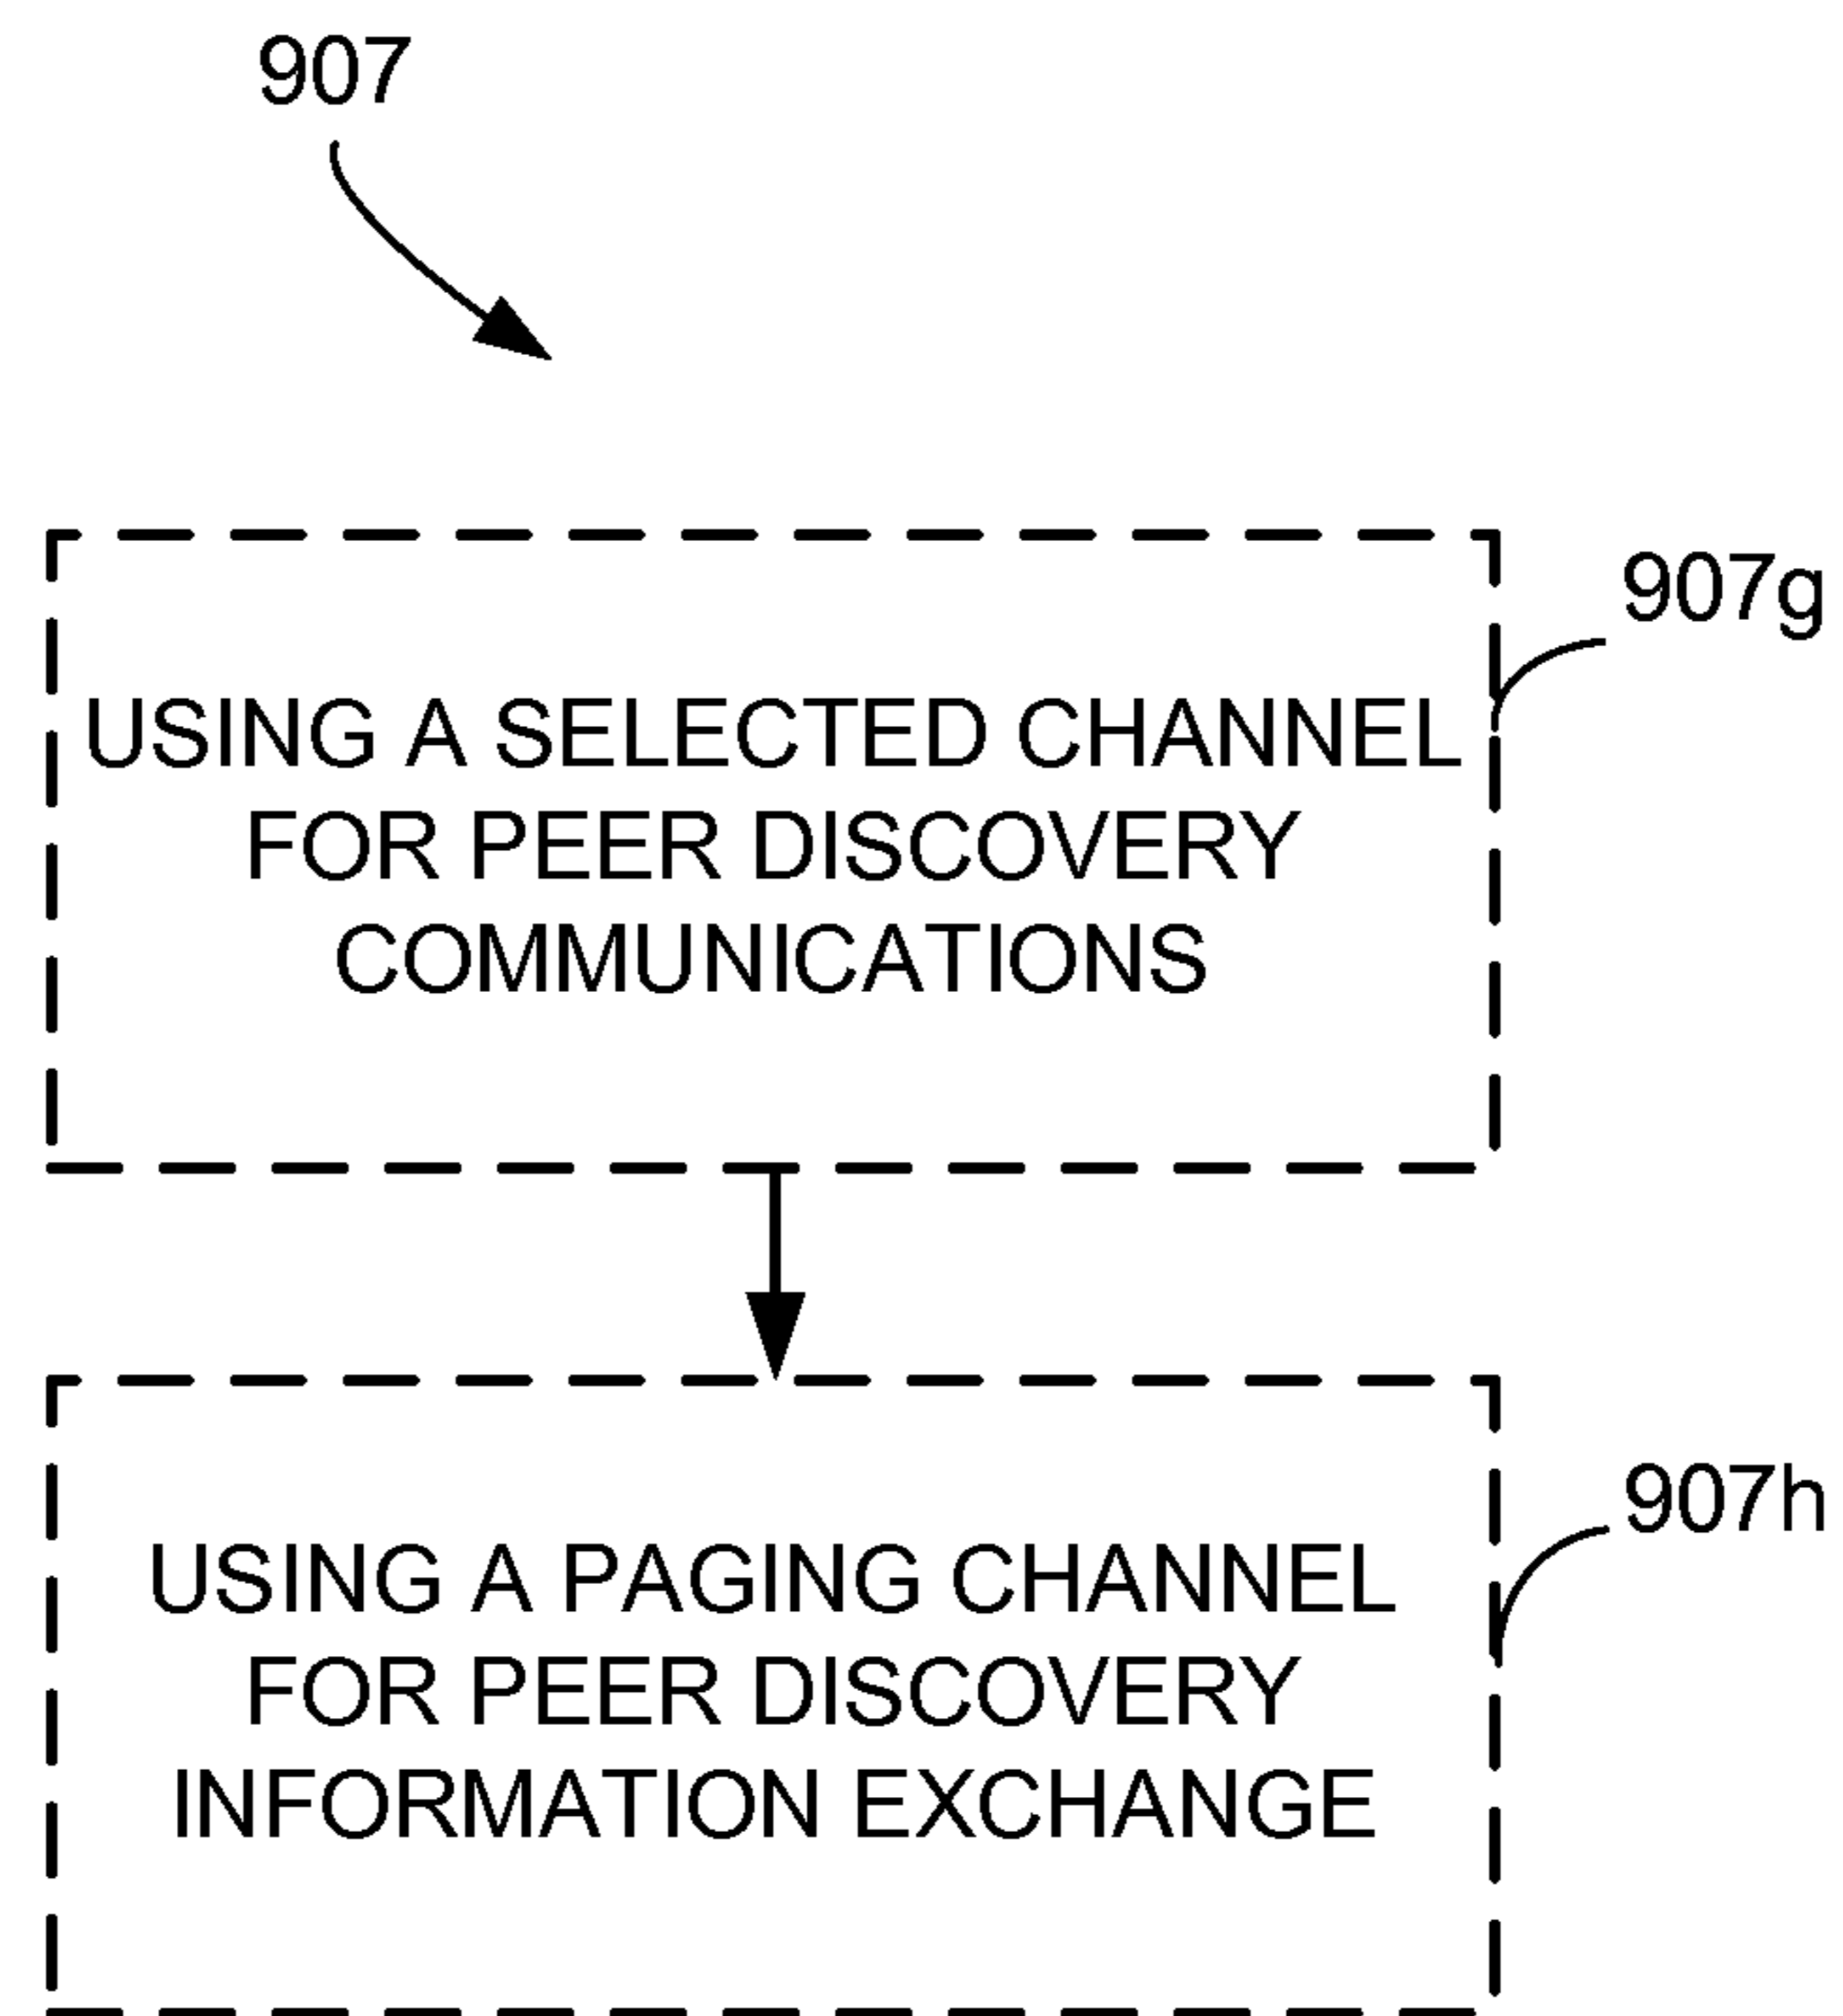 907
907g
USING A SELECTED CHANNEL
FOR PEER DISCOVERY
COMMUNICATIONS
907h
USING A PAGING CHANNEL
FOR PEER DISCOVERY
INFORMATION EXCHANGE